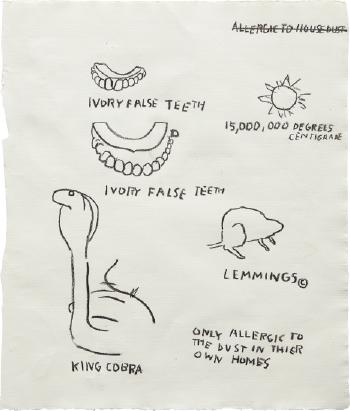 ALLERGIC TO HOUSE DUST
IVORY FALSE TEETH
15,000,000 DEGREES
CENTIGRADE
IVORY FALSE TEETH
LEMMINGS©
ONLY ALLERGIC TO
THE DUST IN THIER
OWN HOMES
KING COBRA